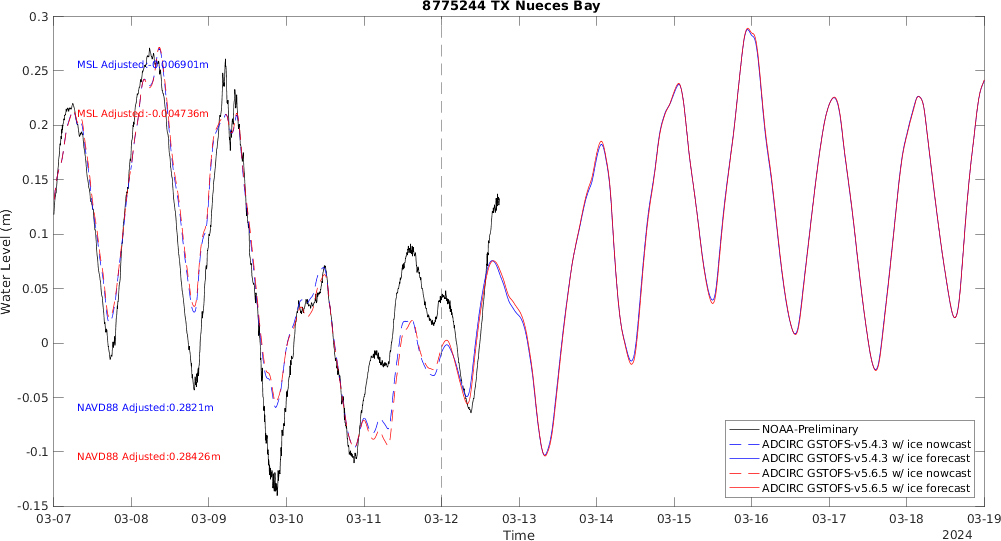 8775244 TX Nueces Bay
0.3
0.25
0.2
0.15
0.1
0.05
0
-0.05
-0.1
-0.15
Water Level (m)
MSL Adjusted:-0.006901m
MSL Adjusted:-0.004736m
NAVD88 Adjusted:0.2821m
NAVD88 Adjusted:0.28426m
NOAA-Preliminary
ADCIRC GSTOFS-v5.4.3 w/ ice nowcast
ADCIRC GSTOFS-v5.4.3 w/ ice forecast
ADCIRC GSTOFS-v5.6.5 w/ ice nowcast
ADCIRC GSTOFS-v5.6.5 w/ ice forecast
03-07 03-08 03-09 03-10 03-11 03-12 03-13 03-14 03-15 03-16 03-17 03-18 03-19
Time
2024